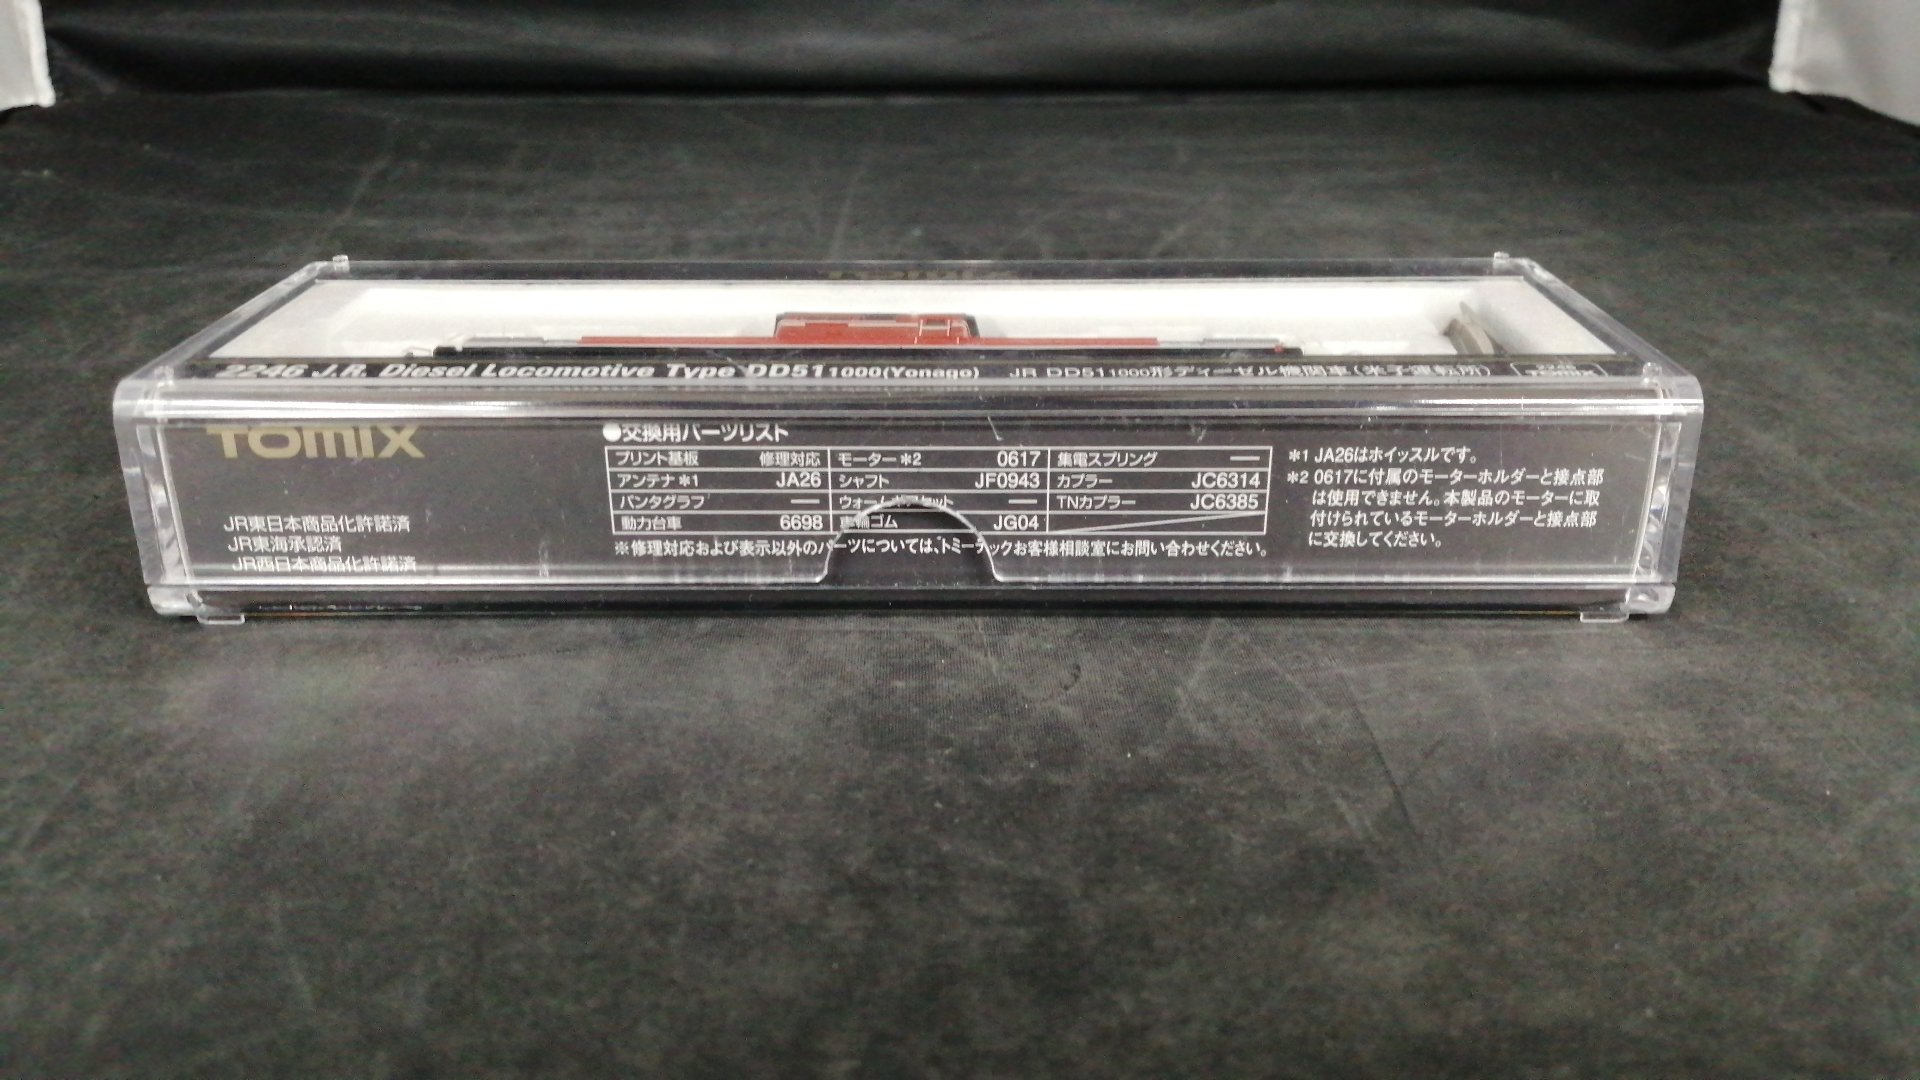 2246 J.R. Diesel Locomotive Type DD51 1000(Yonago) JR DD51 1000形ディーゼル機関車(米子運転所) 2246 TOMIX
TOMIX
●交換用パーツリスト
プリント基板 修理対応 モーター*2 0617 集電スプリング —
アンテナ*1 JA26 シャフト JF0943 カプラー JC6314
パンタグラフ — — TNカプラー JC6385
動力台車 6698 車輪ゴム JG04
※修理対応および表示以外のパーツについては、トミーテックお客様相談室にお問い合わせください。
*1 JA26はホイッスルです。
*2 0617に付属のモーターホルダーと接点部
は使用できません。本製品のモーターに取
付けられているモーターホルダーと接点部
に交換してください。
JR東日本商品化許諾済
JR東海承認済
JR西日本商品化許諾済